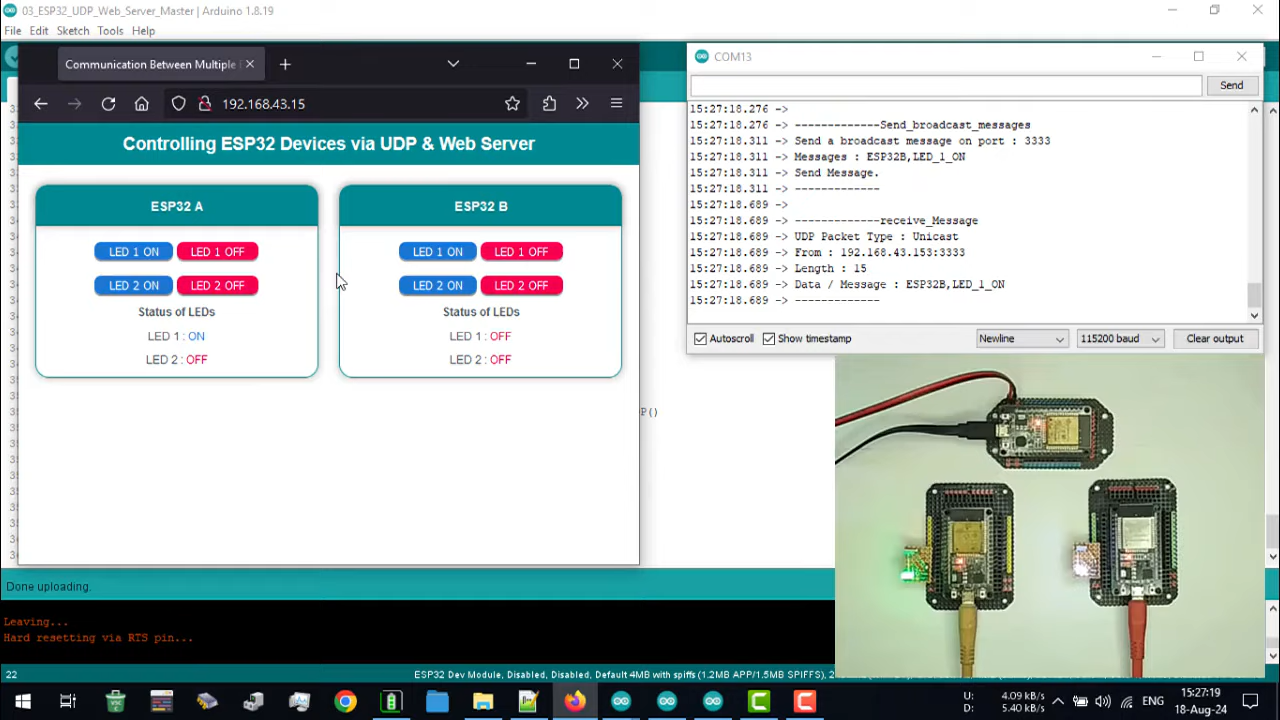 03_ESP32_UDP_Web_Server_Master | Arduino 1.8.19
File Edit Sketch Tools Help
Communication Between Multiple
192.168.43.15
Controlling ESP32 Devices via UDP & Web Server
ESP32 A
LED 1 ON LED 1 OFF
LED 2 ON LED 2 OFF
Status of LEDs
LED 1 : ON
LED 2 : OFF
ESP32 B
LED 1 ON LED 1 OFF
LED 2 ON LED 2 OFF
Status of LEDs
LED 1 : OFF
LED 2 : OFF
P()
COM13
Send
15:27:18.276 ->
15:27:18.276 -> -------------Send_broadcast_messages
15:27:18.311 -> Send a broadcast message on port : 3333
15:27:18.311 -> Messages : ESP32B,LED_1_ON
15:27:18.311 -> Send Message.
15:27:18.311 -> -------------
15:27:18.689 ->
15:27:18.689 -> -------------receive_Message
15:27:18.689 -> UDP Packet Type : Unicast
15:27:18.689 -> From : 192.168.43.153:3333
15:27:18.689 -> Length : 15
15:27:18.689 -> Data / Message : ESP32B,LED_1_ON
15:27:18.689 -> -------------
Autoscroll Show timestamp Newline 115200 baud Clear output
Done uploading.
Leaving...
Hard resetting via RTS pin...
22 ESP32 Dev Module, Disabled, Disabled, Default 4MB with spiffs (1.2MB APP/1.5MB SPIFFS), 2
U: 4.09 kB/s
D: 5.40 kB/s
ENG
15:27:19
18-Aug-24